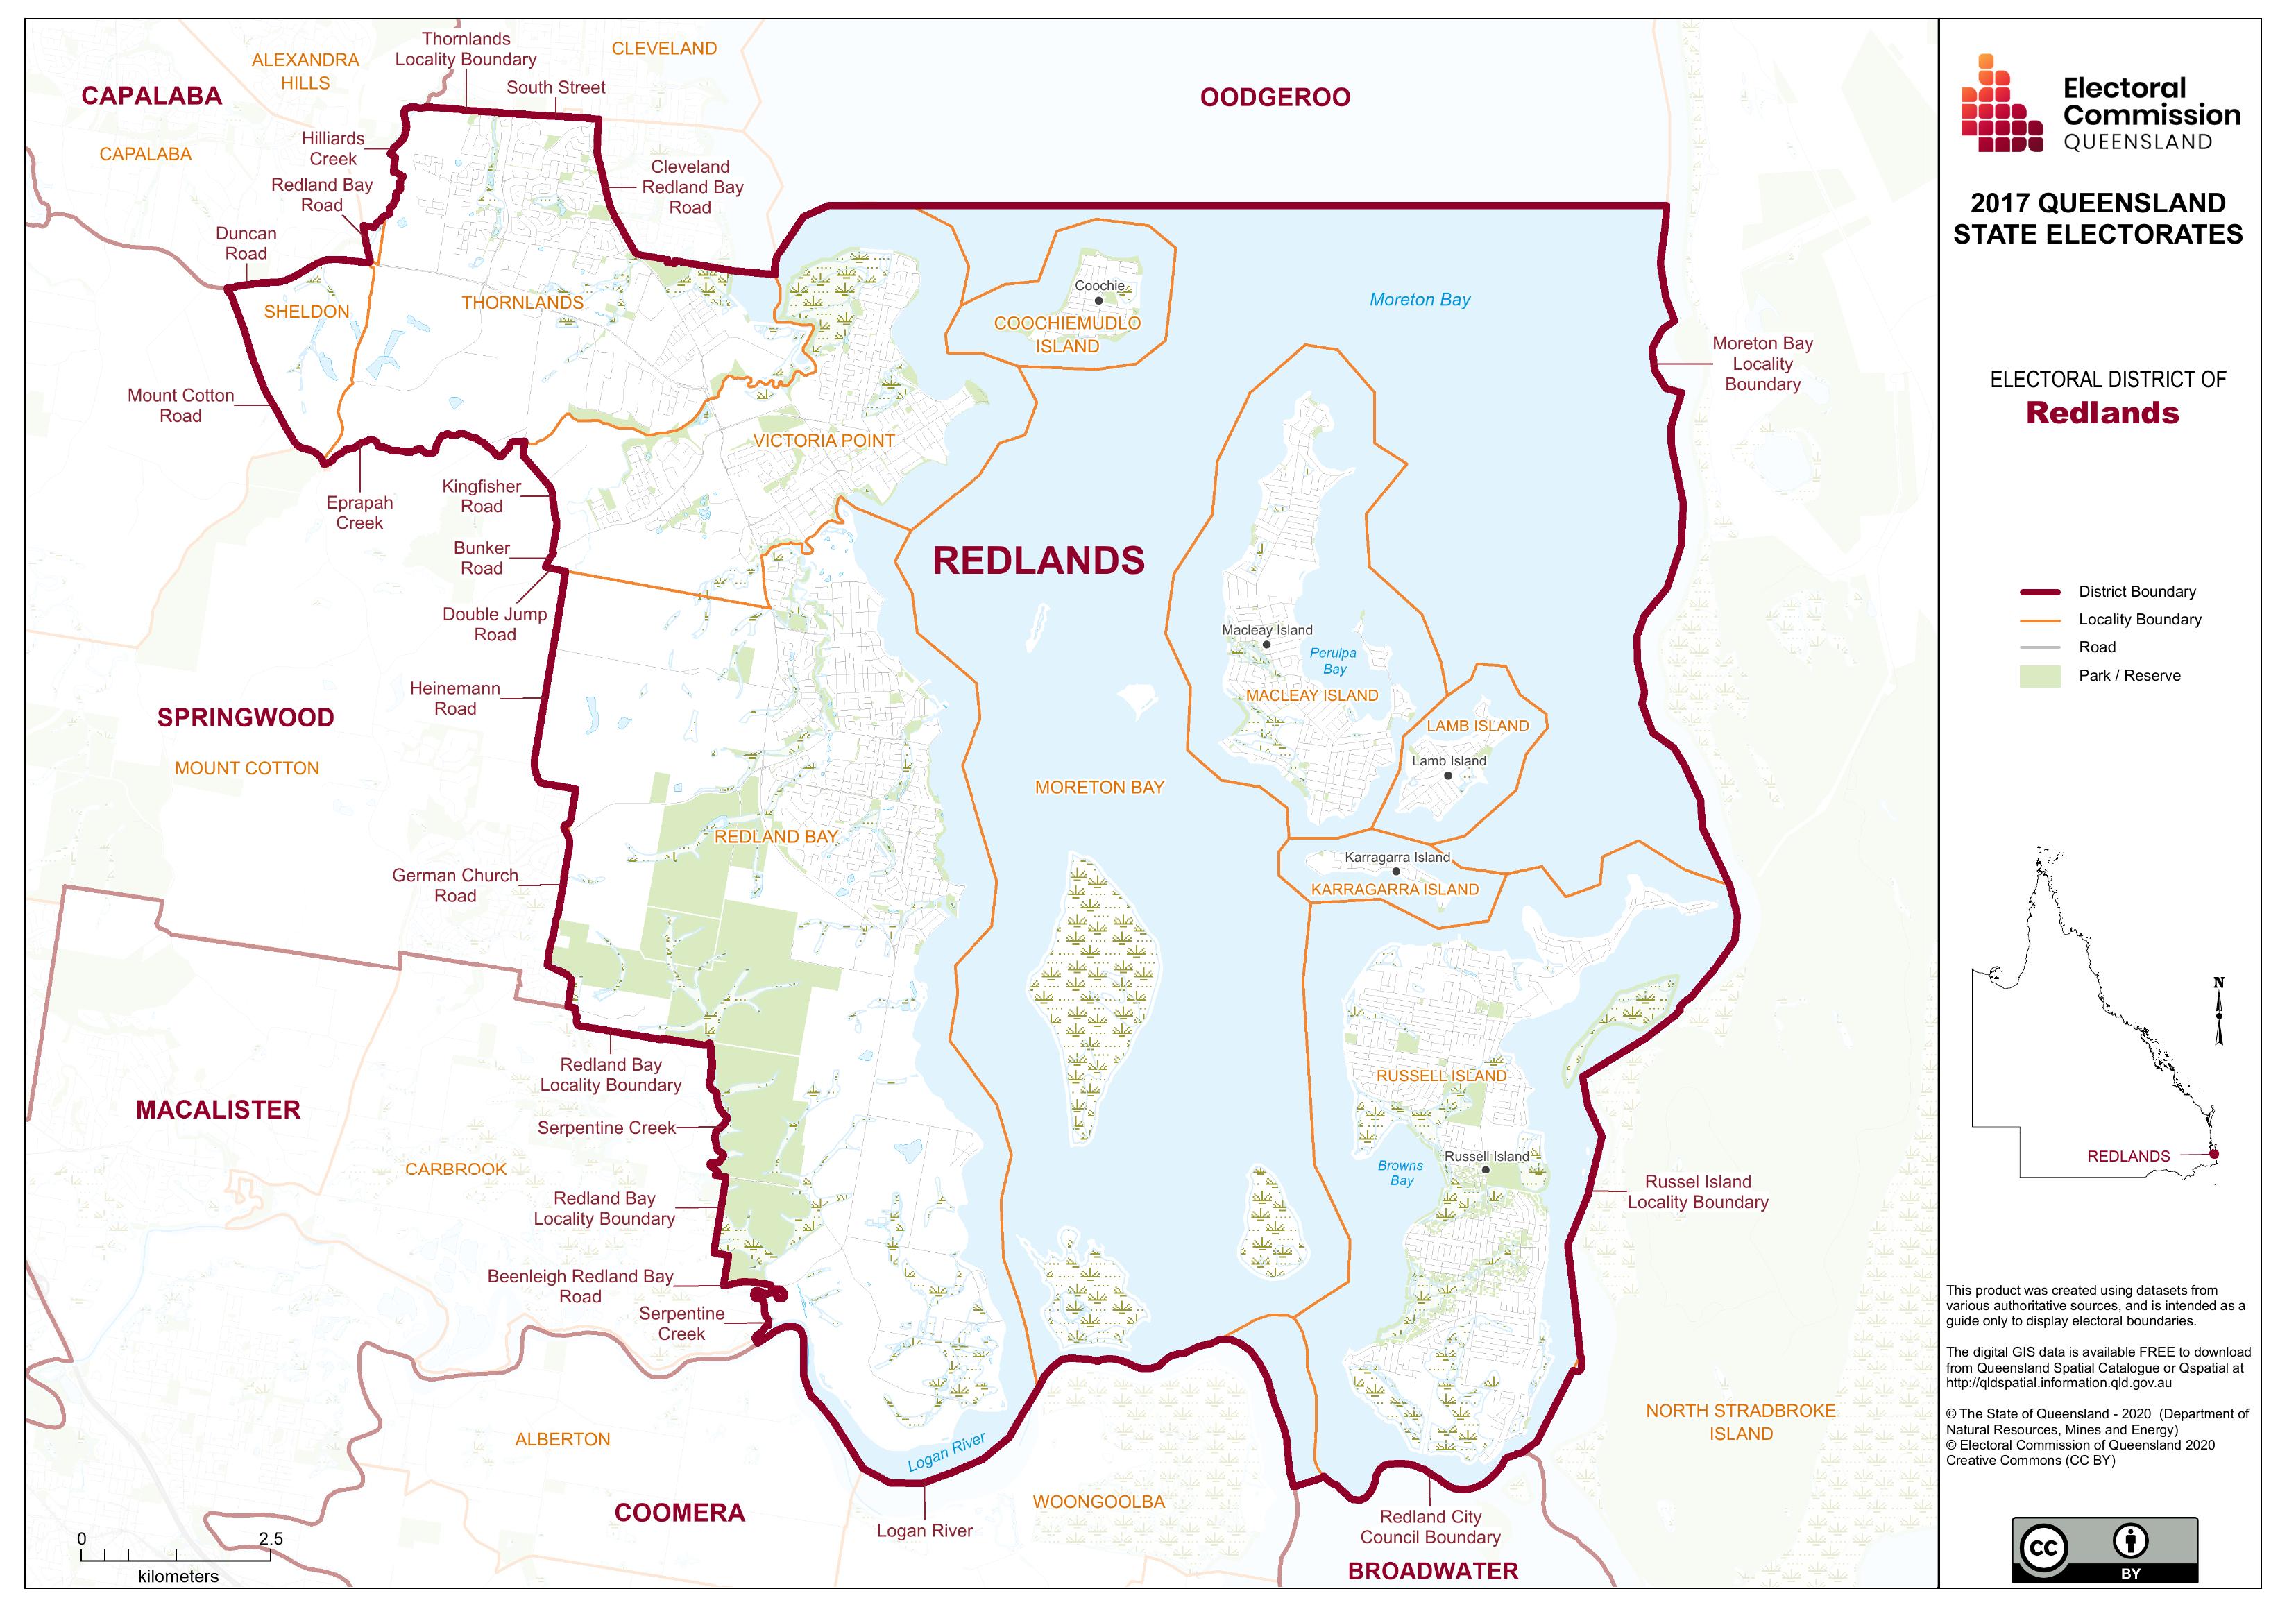 Thornlands
Locality Boundary
CLEVELAND
ALEXANDRA
HILLS
South Street
CAPALABA
OODGEROO
Hilliards
Creek
CAPALABA
Redland Bay
Road
Cleveland
Redland Bay
Road
Duncan
Road
SHELDON
THORNLANDS
Coochie
COOCHIEMUDLO
ISLAND
Moreton Bay
Moreton Bay
Locality
Boundary
Mount Cotton
Road
VICTORIA POINT
Eprapah
Creek
Kingfisher
Road
Bunker
Road
REDLANDS
Double Jump
Road
Macleay Island
Perulpa
Bay
MACLEAY ISLAND
Heinemann
Road
SPRINGWOOD
LAMB ISLAND
Lamb Island
MOUNT COTTON
MORETON BAY
REDLAND BAY
Karragarra Island
KARRAGARRA ISLAND
German Church
Road
Redland Bay
Locality Boundary
RUSSELL ISLAND
MACALISTER
Serpentine Creek
CARBROOK
Browns
Bay
Russell Island
Russel Island
Locality Boundary
Redland Bay
Locality Boundary
Beenleigh Redland Bay
Road
Serpentine
Creek
NORTH STRADBROKE
ISLAND
ALBERTON
Logan River
COOMERA
WOONGOOLBA
Logan River
Redland City
Council Boundary
BROADWATER
0 2.5
kilometers
Electoral
Commission
QUEENSLAND
2017 QUEENSLAND
STATE ELECTORATES
ELECTORAL DISTRICT OF
Redlands
District Boundary
Locality Boundary
Road
Park / Reserve
N
REDLANDS
This product was created using datasets from
various authoritative sources, and is intended as a
guide only to display electoral boundaries.
The digital GIS data is available FREE to download
from Queensland Spatial Catalogue or Qspatial at
http://qldspatial.information.qld.gov.au
© The State of Queensland - 2020 (Department of
Natural Resources, Mines and Energy)
© Electoral Commission of Queensland 2020
Creative Commons (CC BY)
cc
BY